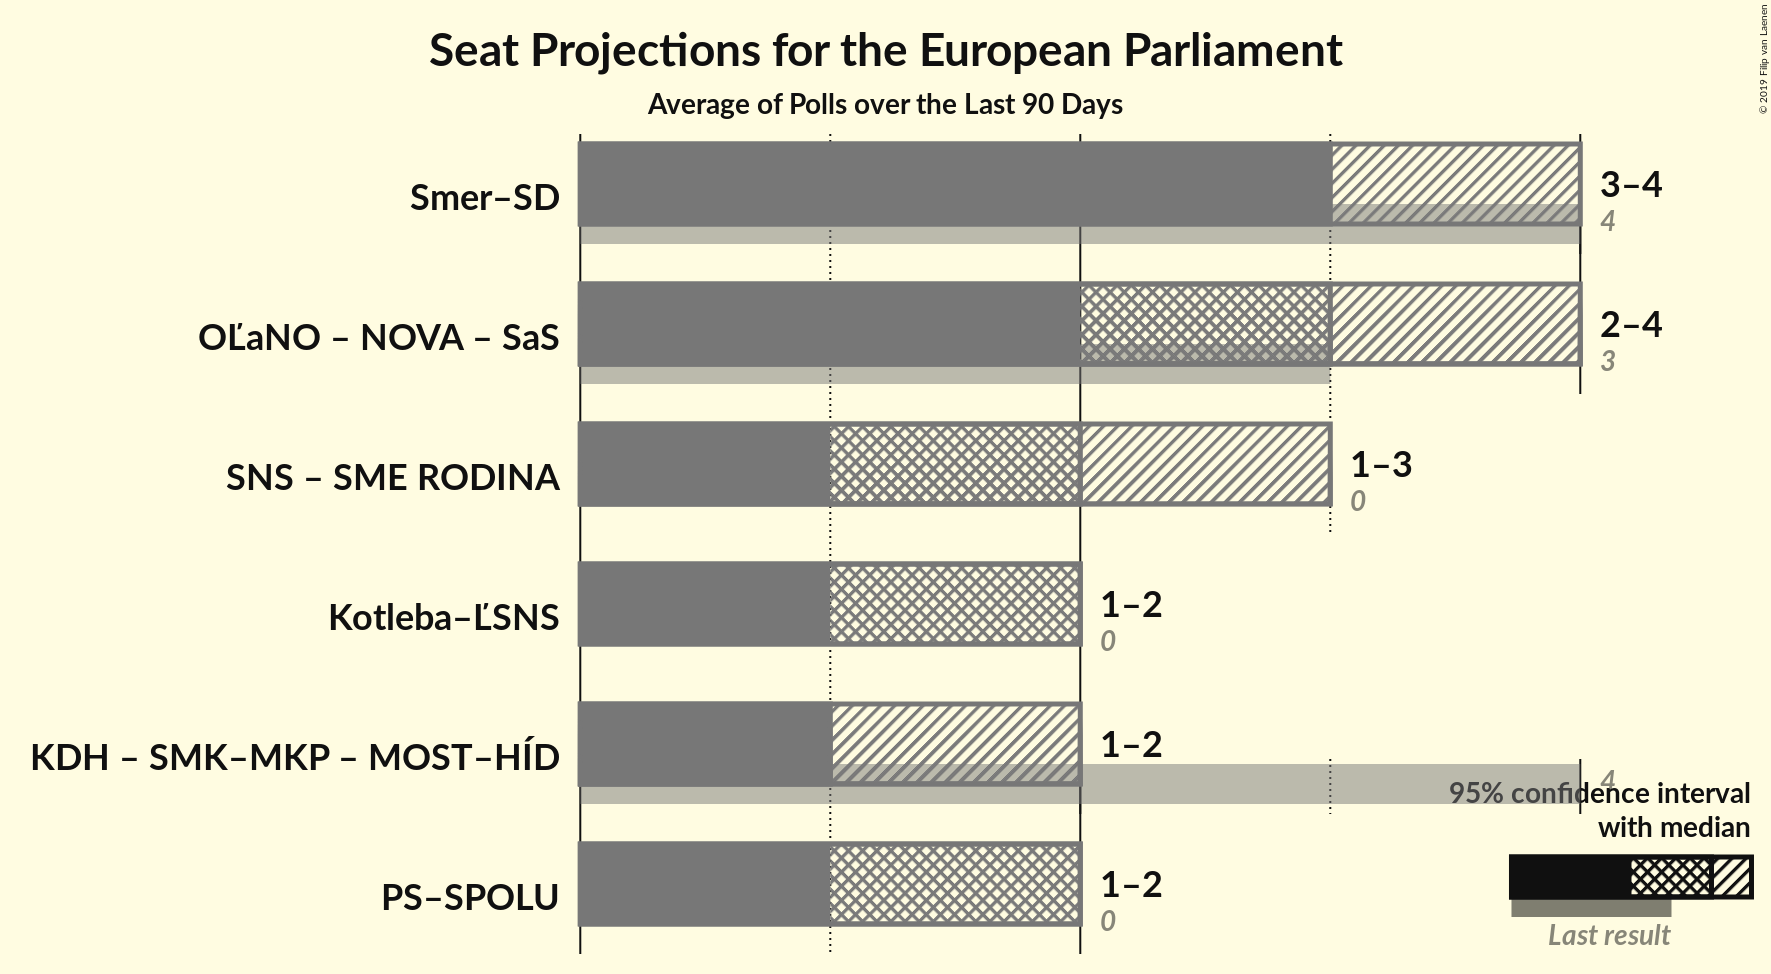 Seat Projections for the European Parliament
Average of Polls over the Last 90 Days
© 2019 Filip van Laenen
Smer–SD
3–4
4
OĽaNO – NOVA – SaS
2–4
3
SNS – SME RODINA
1–3
0
Kotleba–ĽSNS
1–2
0
KDH – SMK–MKP – MOST–HÍD
1–2
4
PS–SPOLU
1–2
0
95% confidence interval
with median
Last result